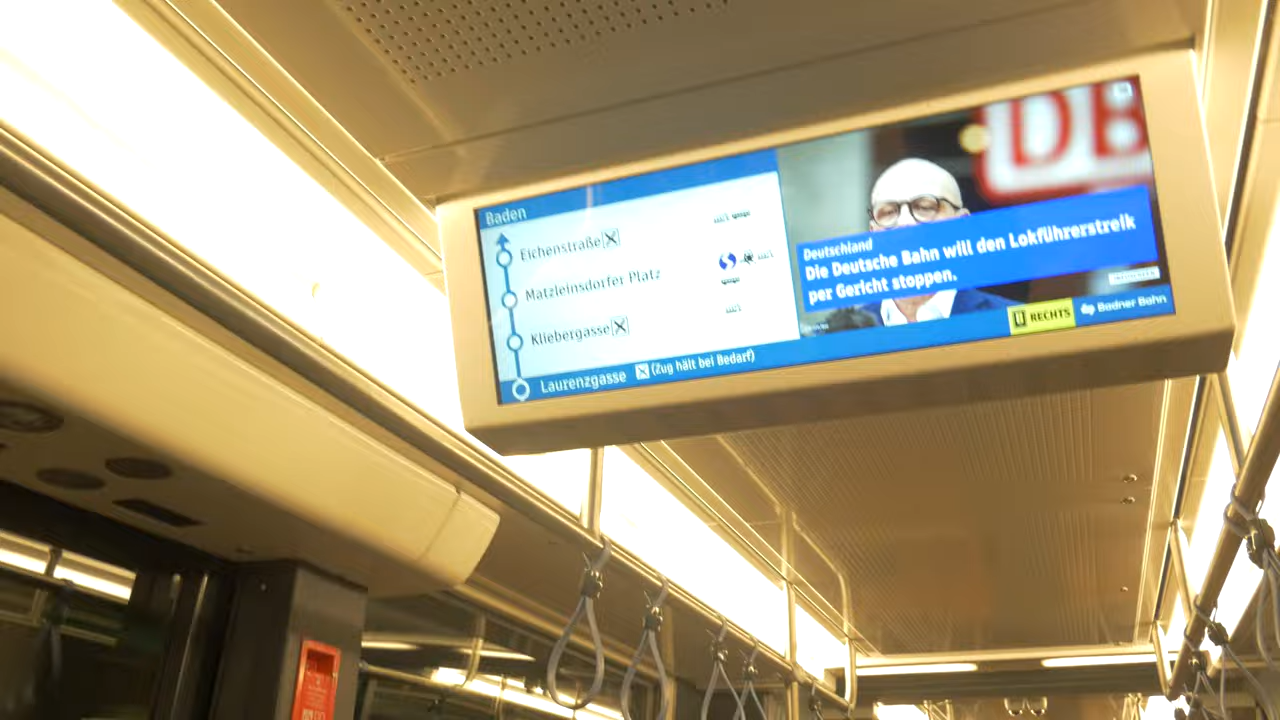 Baden
Eichenstraße
Matzleinsdorfer Platz
Kliebergasse
Laurenzgasse (Zug hält bei Bedarf)
DB
Deutschland
Die Deutsche Bahn will den Lokführerstreik
per Gericht stoppen.
RECHTS
Badner Bahn